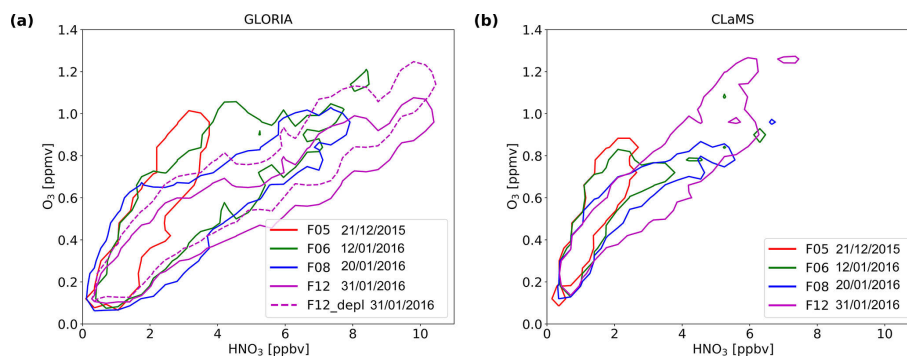 (a) GLORIA
1.4
1.2
1.0
0.8
0.6
0.4
0.2
0.0
O₃ [ppmv]
0 2 4 6 8 10
HNO₃ [ppbv]
F05 21/12/2015
F06 12/01/2016
F08 20/01/2016
F12 31/01/2016
F12_depl 31/01/2016
(b) CLaMS
1.4
1.2
1.0
0.8
0.6
0.4
0.2
0.0
O₃ [ppmv]
0 2 4 6 8 10
HNO₃ [ppbv]
F05 21/12/2015
F06 12/01/2016
F08 20/01/2016
F12 31/01/2016